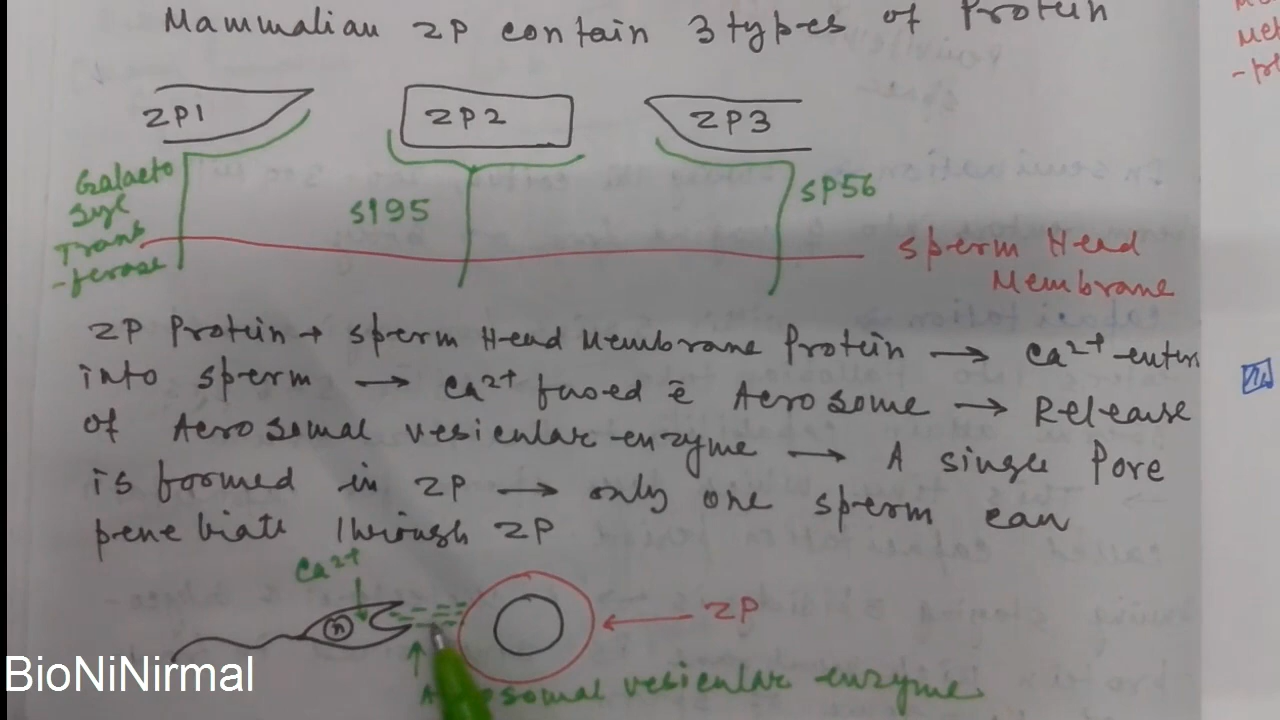 Mammalian ZP contain 3 types of Protein
ZP1
ZP2
ZP3
Galacto
syl
Trans
-ferase
S195
SP56
Sperm Head
Membrane
ZP Protein + Sperm Head Membrane Protein → Ca2+ enters
into sperm → Ca2+ fused c̄ Acrosome → Release
of Acrosomal vesicular enzyme → A single Pore
is formed in ZP → only one sperm can
penetrate through ZP
Ca2+
n
ZP
vesicular enzyme
BioNiNirmal